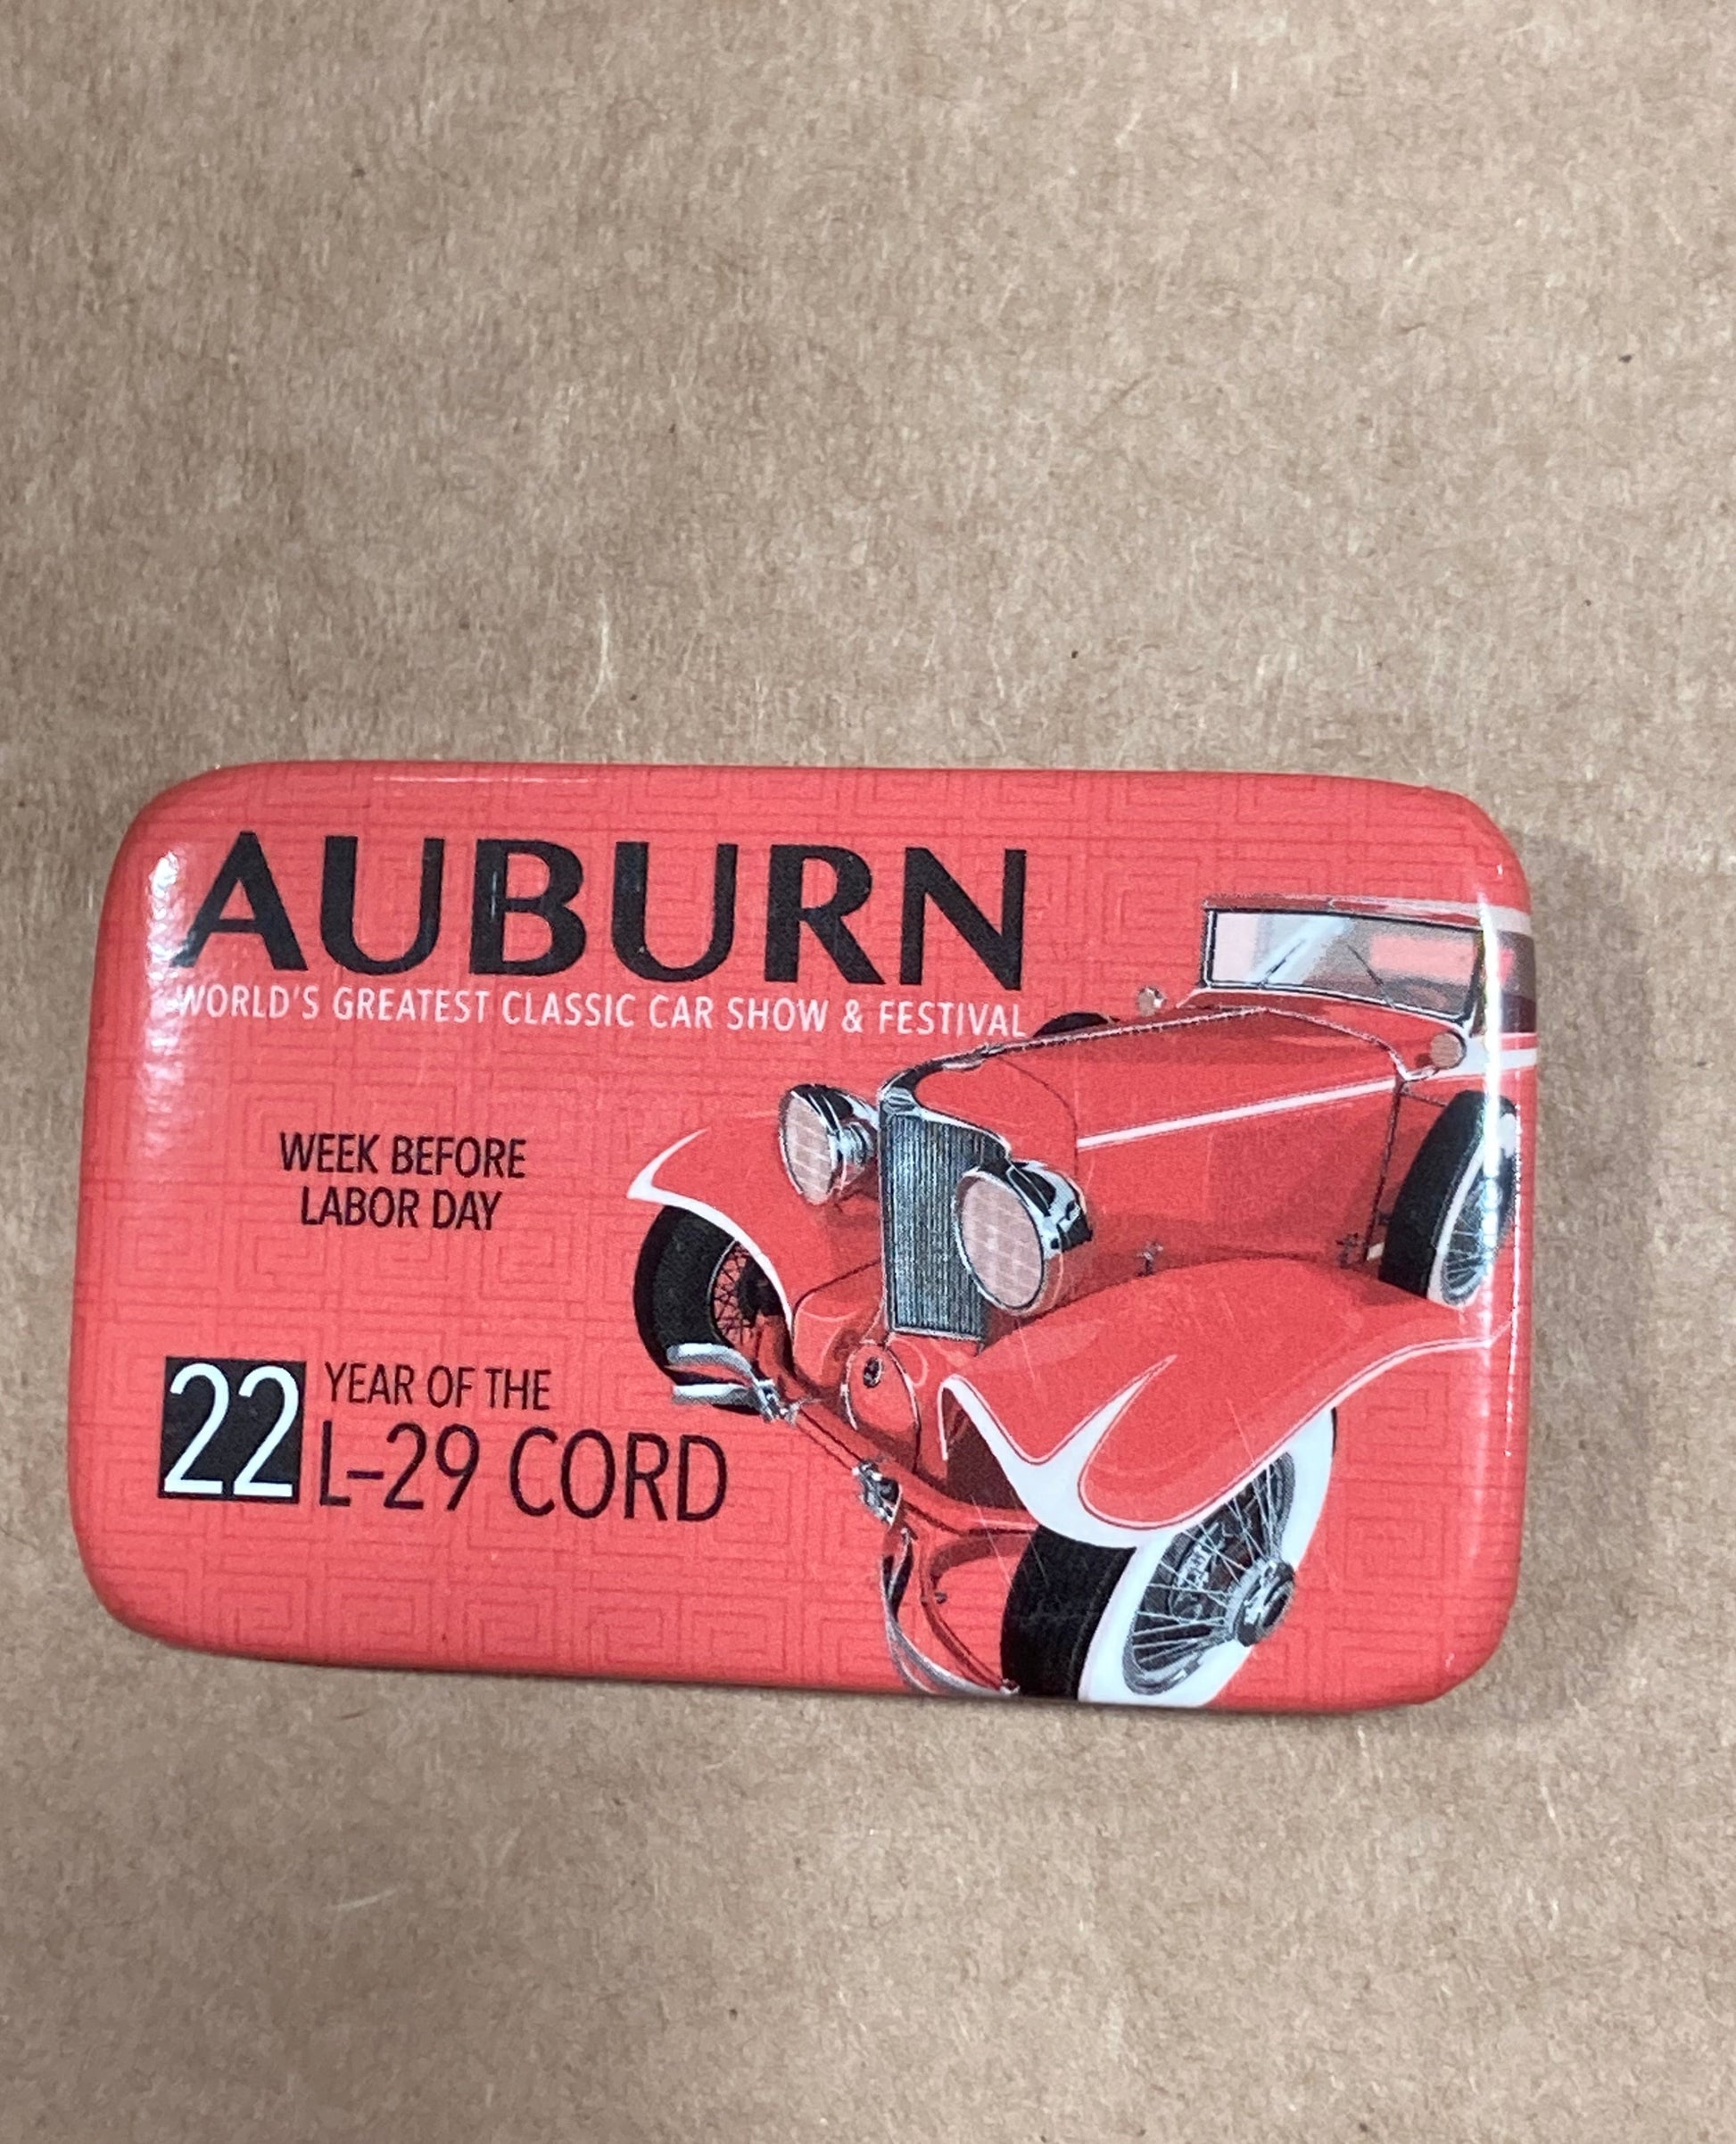 AUBURN
WORLD'S GREATEST CLASSIC CAR SHOW & FESTIVAL
WEEK BEFORE
LABOR DAY
22 YEAR OF THE
L-29 CORD